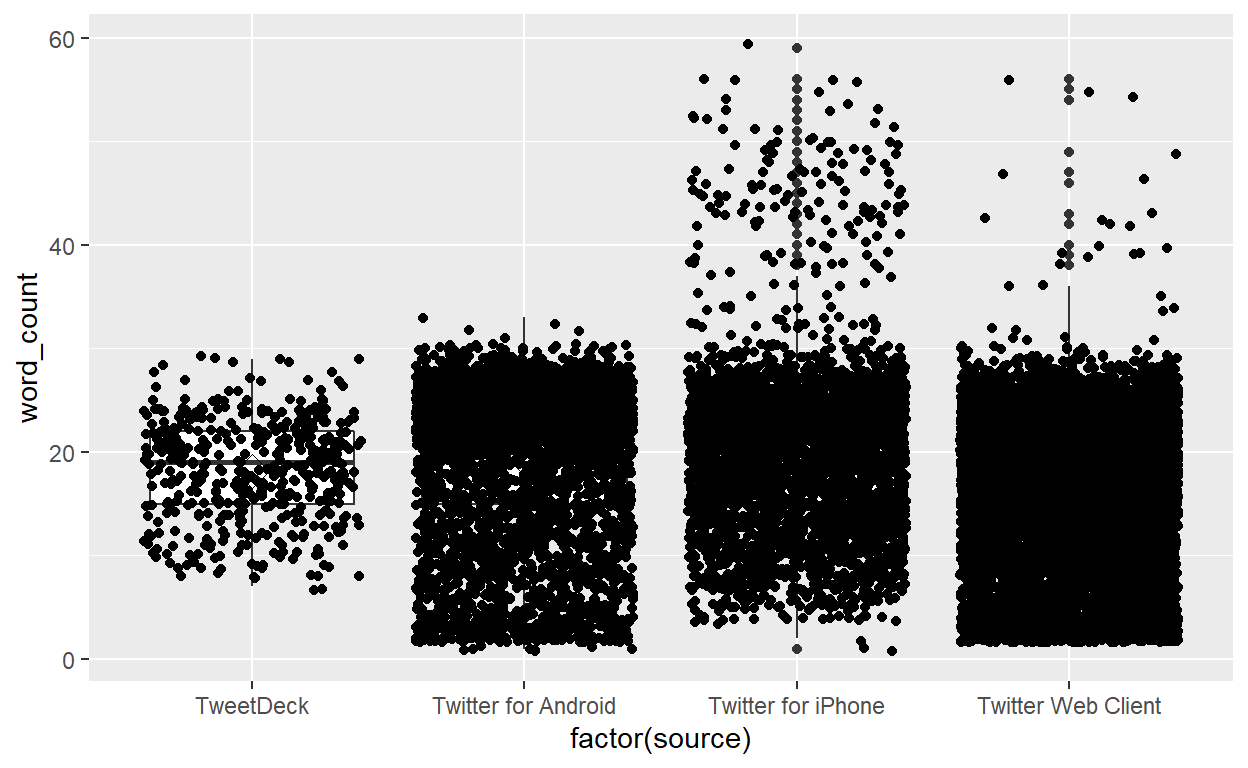 word_count
60
40
20
0
TweetDeck
Twitter for Android
Twitter for iPhone
Twitter Web Client
factor(source)